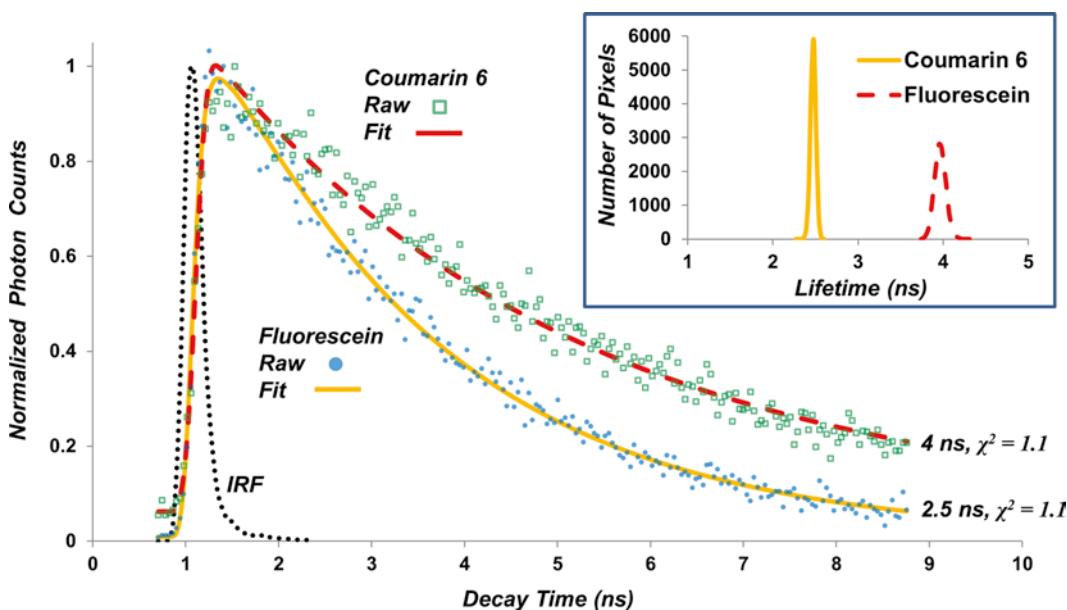 Normalized Photon Counts
1
0.8
0.6
0.4
0.2
0
Coumarin 6
Raw
Fit
Fluorescein
Raw
Fit
IRF
4 ns, χ² = 1.1
2.5 ns, χ² = 1.1
0 1 2 3 4 5 6 7 8 9 10
Decay Time (ns)
Number of Pixels
6000
5000
4000
3000
2000
1000
0
Coumarin 6
Fluorescein
1 2 3 4 5
Lifetime (ns)